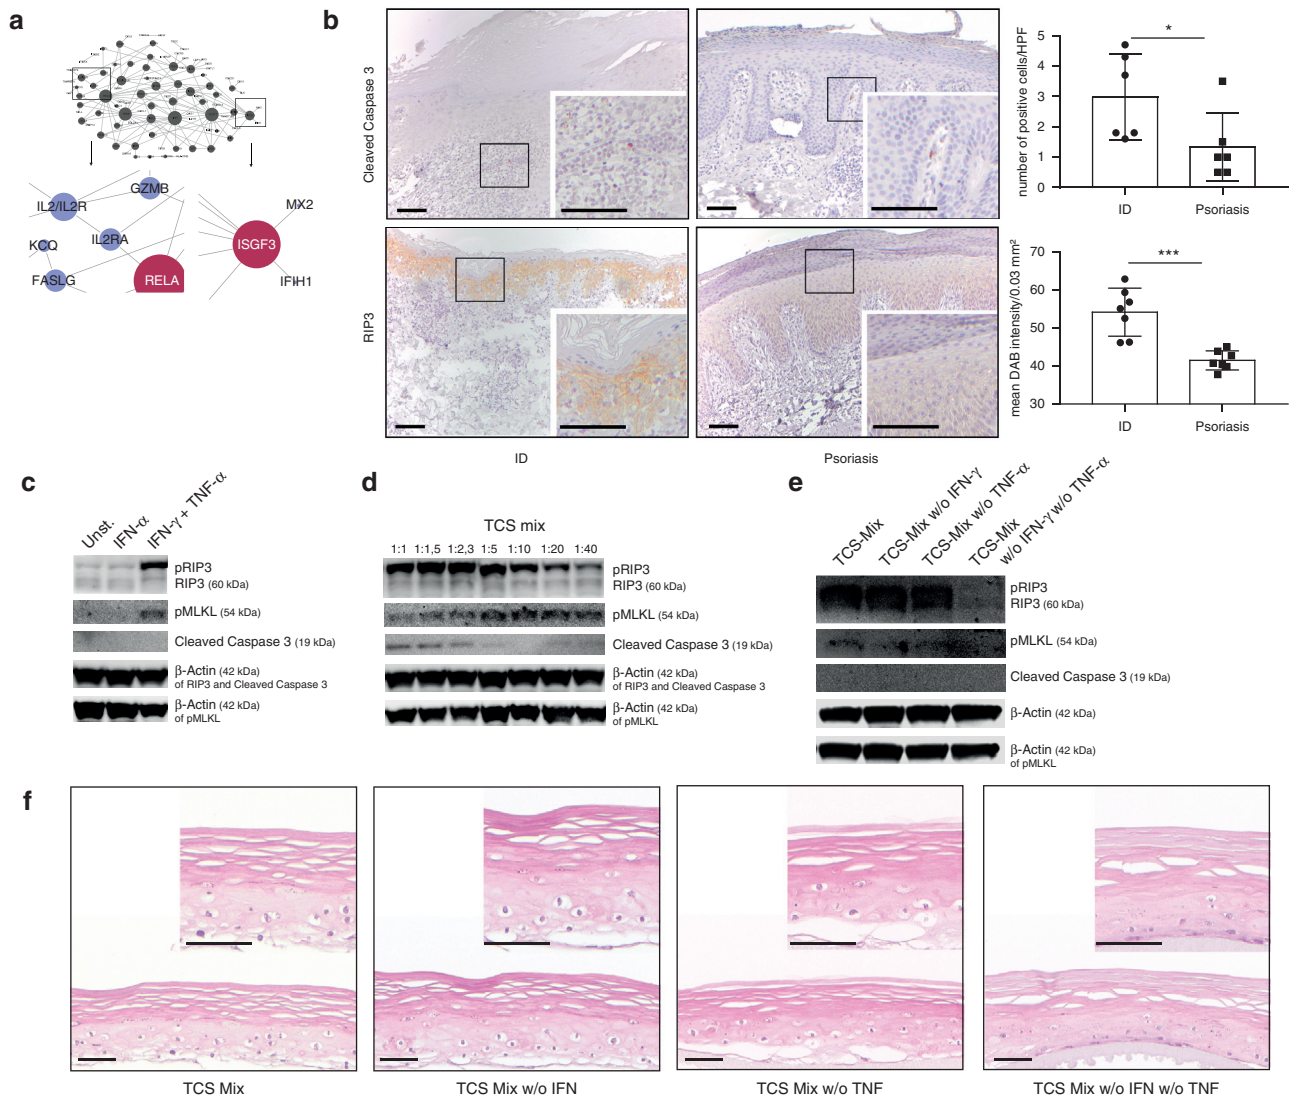 a
IL2/IL2R
GZMB
KCQ
IL2RA
FASLG
RELA
MX2
ISGF3
IFIH1
b
Cleaved Caspase 3
RIP3
ID
Psoriasis
number of positive cells/HPF
5
4
3
2
1
0
*
ID
Psoriasis
mean DAB intensity/0.03 mm²
70
60
50
40
30
***
ID
Psoriasis
c
Unst.
IFN-α
IFN-γ + TNF-α
pRIP3
RIP3 (60 kDa)
pMLKL (54 kDa)
Cleaved Caspase 3 (19 kDa)
β-Actin (42 kDa)
of RIP3 and Cleaved Caspase 3
β-Actin (42 kDa)
of pMLKL
d
TCS mix
1:1 1:1,5 1:2,3 1:5 1:10 1:20 1:40
pRIP3
RIP3 (60 kDa)
pMLKL (54 kDa)
Cleaved Caspase 3 (19 kDa)
β-Actin (42 kDa)
of RIP3 and Cleaved Caspase 3
β-Actin (42 kDa)
of pMLKL
e
TCS-Mix
TCS-Mix w/o IFN-γ
TCS-Mix w/o TNF-α
TCS-Mix
w/o IFN-γ w/o TNF-α
pRIP3
RIP3 (60 kDa)
pMLKL (54 kDa)
Cleaved Caspase 3 (19 kDa)
β-Actin (42 kDa)
β-Actin (42 kDa)
of pMLKL
f
TCS Mix
TCS Mix w/o IFN
TCS Mix w/o TNF
TCS Mix w/o IFN w/o TNF